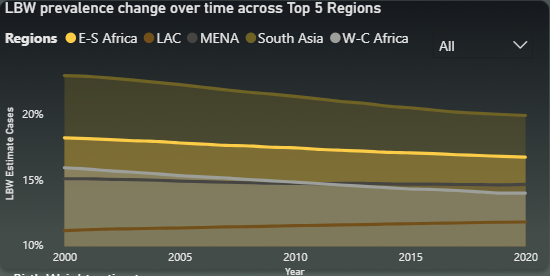 LBW prevalence change over time across Top 5 Regions
Regions E-S Africa LAC MENA South Asia W-C Africa
All
20%
15%
10%
LBW Estimate Cases
2000 2005 2010 2015 2020
Year